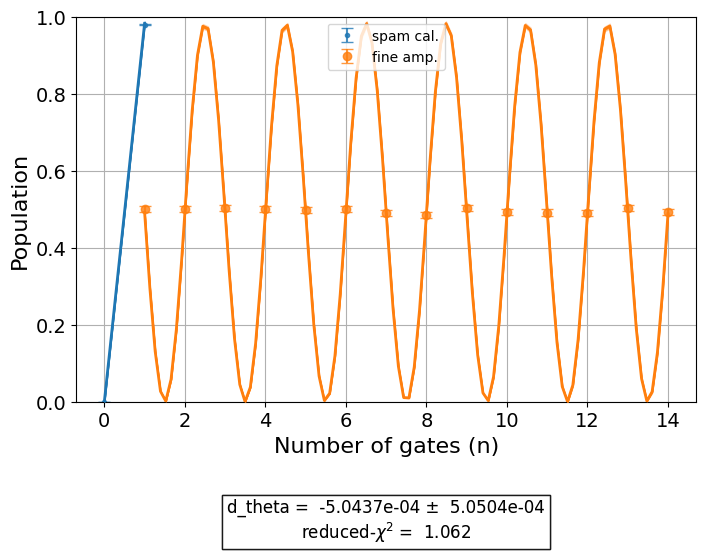 1.0
0.8
0.6
0.4
0.2
0.0
Population
spam cal.
fine amp.
0 2 4 6 8 10 12 14
Number of gates (n)
d_theta = -5.0437e-04 ± 5.0504e-04
reduced-χ² = 1.062